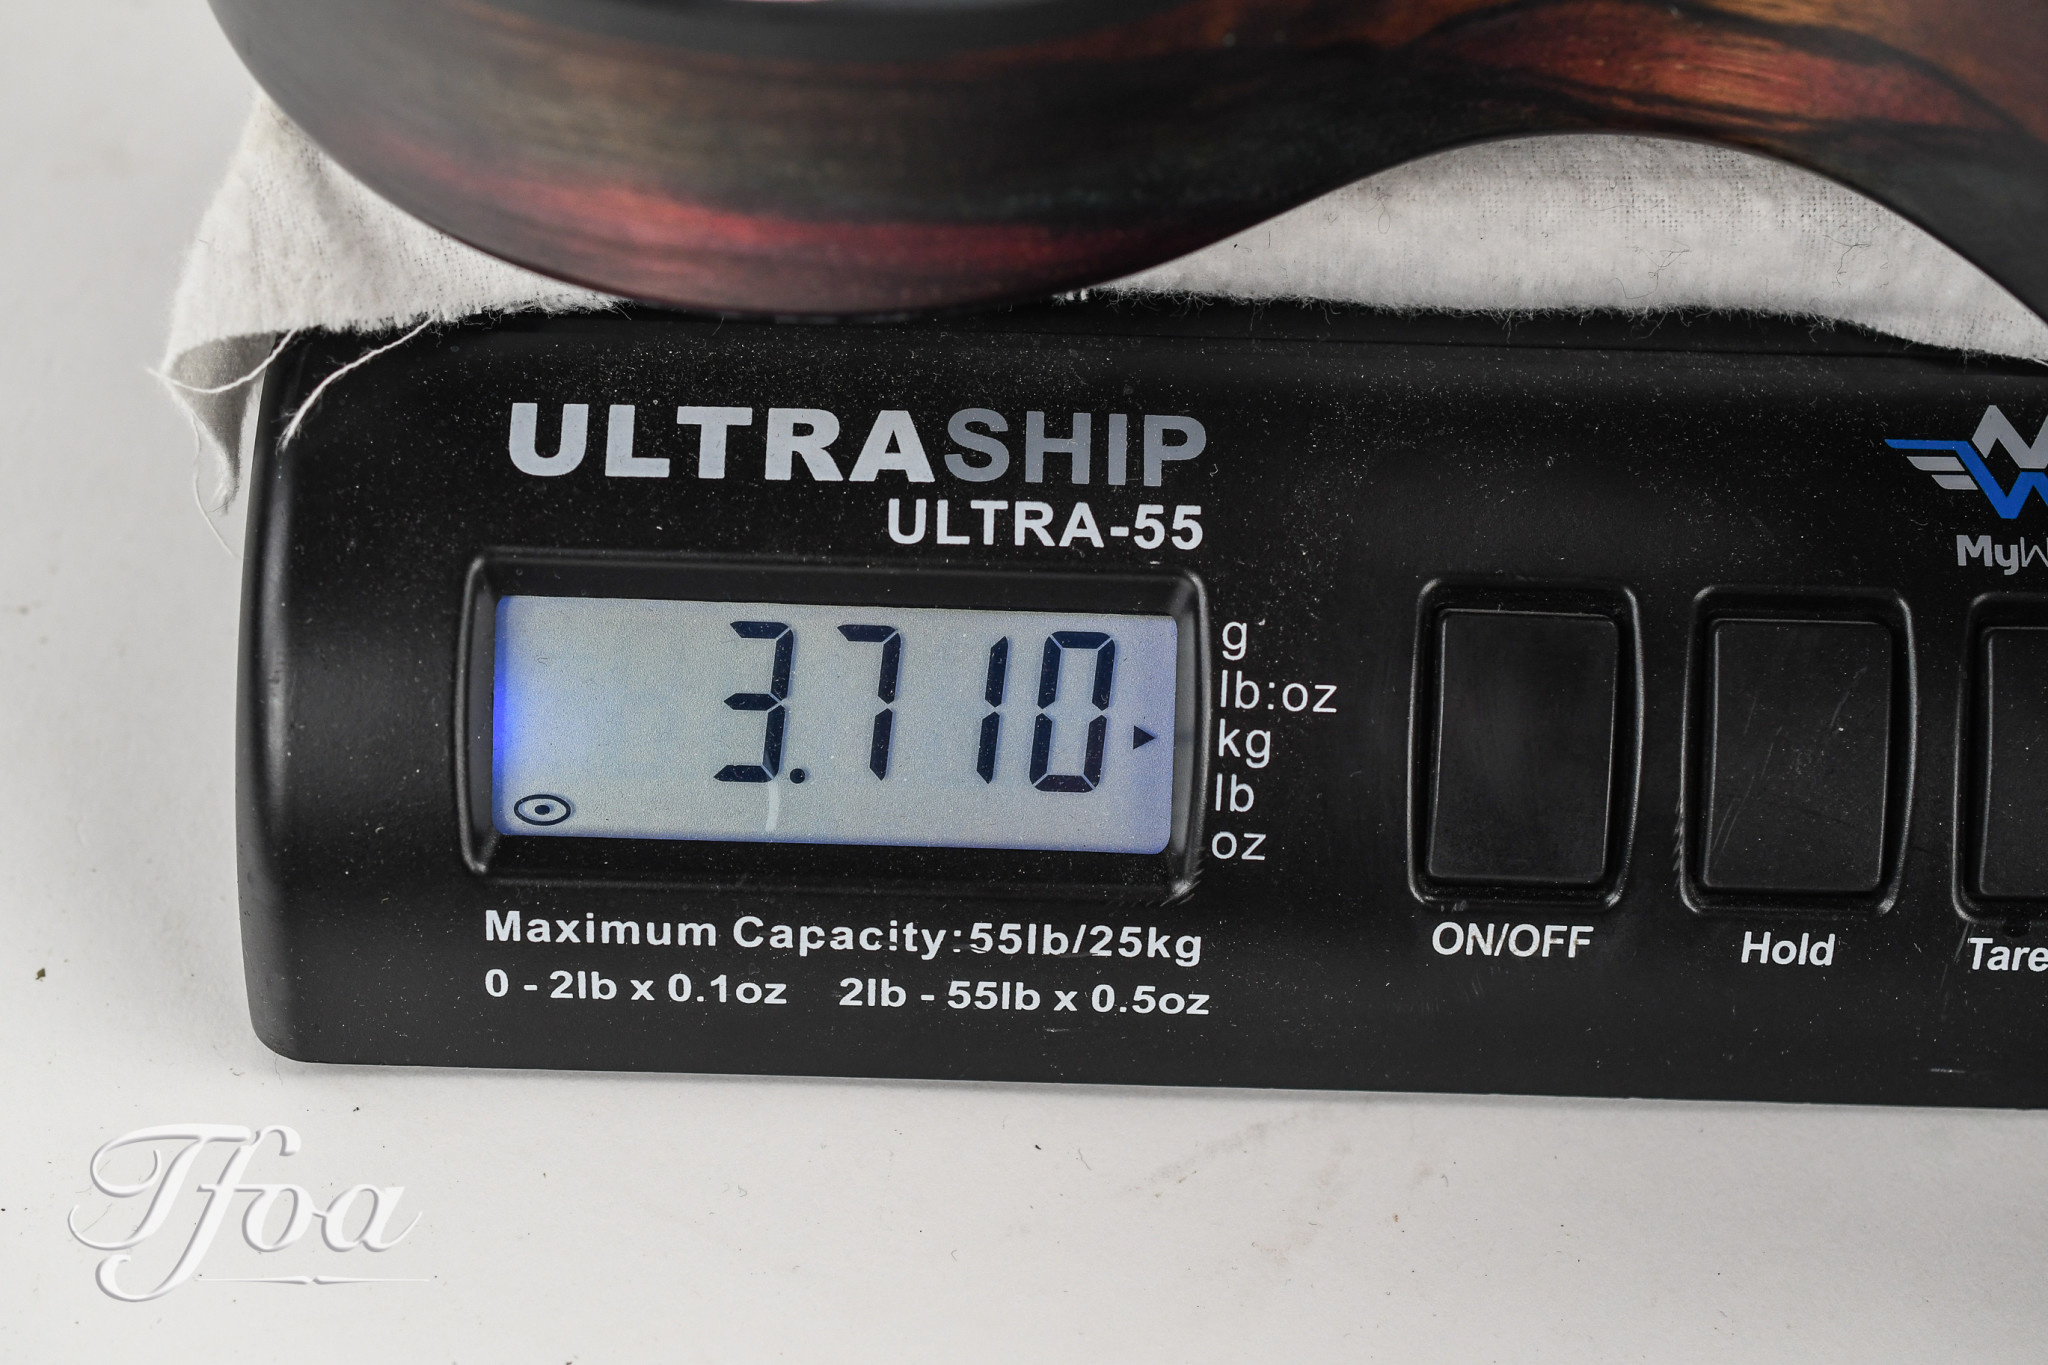 ULTRASHIP
ULTRA-55
3.710
g
lb:oz
kg
lb
oz
Maximum Capacity:55lb/25kg
0 - 2lb x 0.1oz 2lb - 55lb x 0.5oz
ON/OFF
Hold
Tare
Tfoa